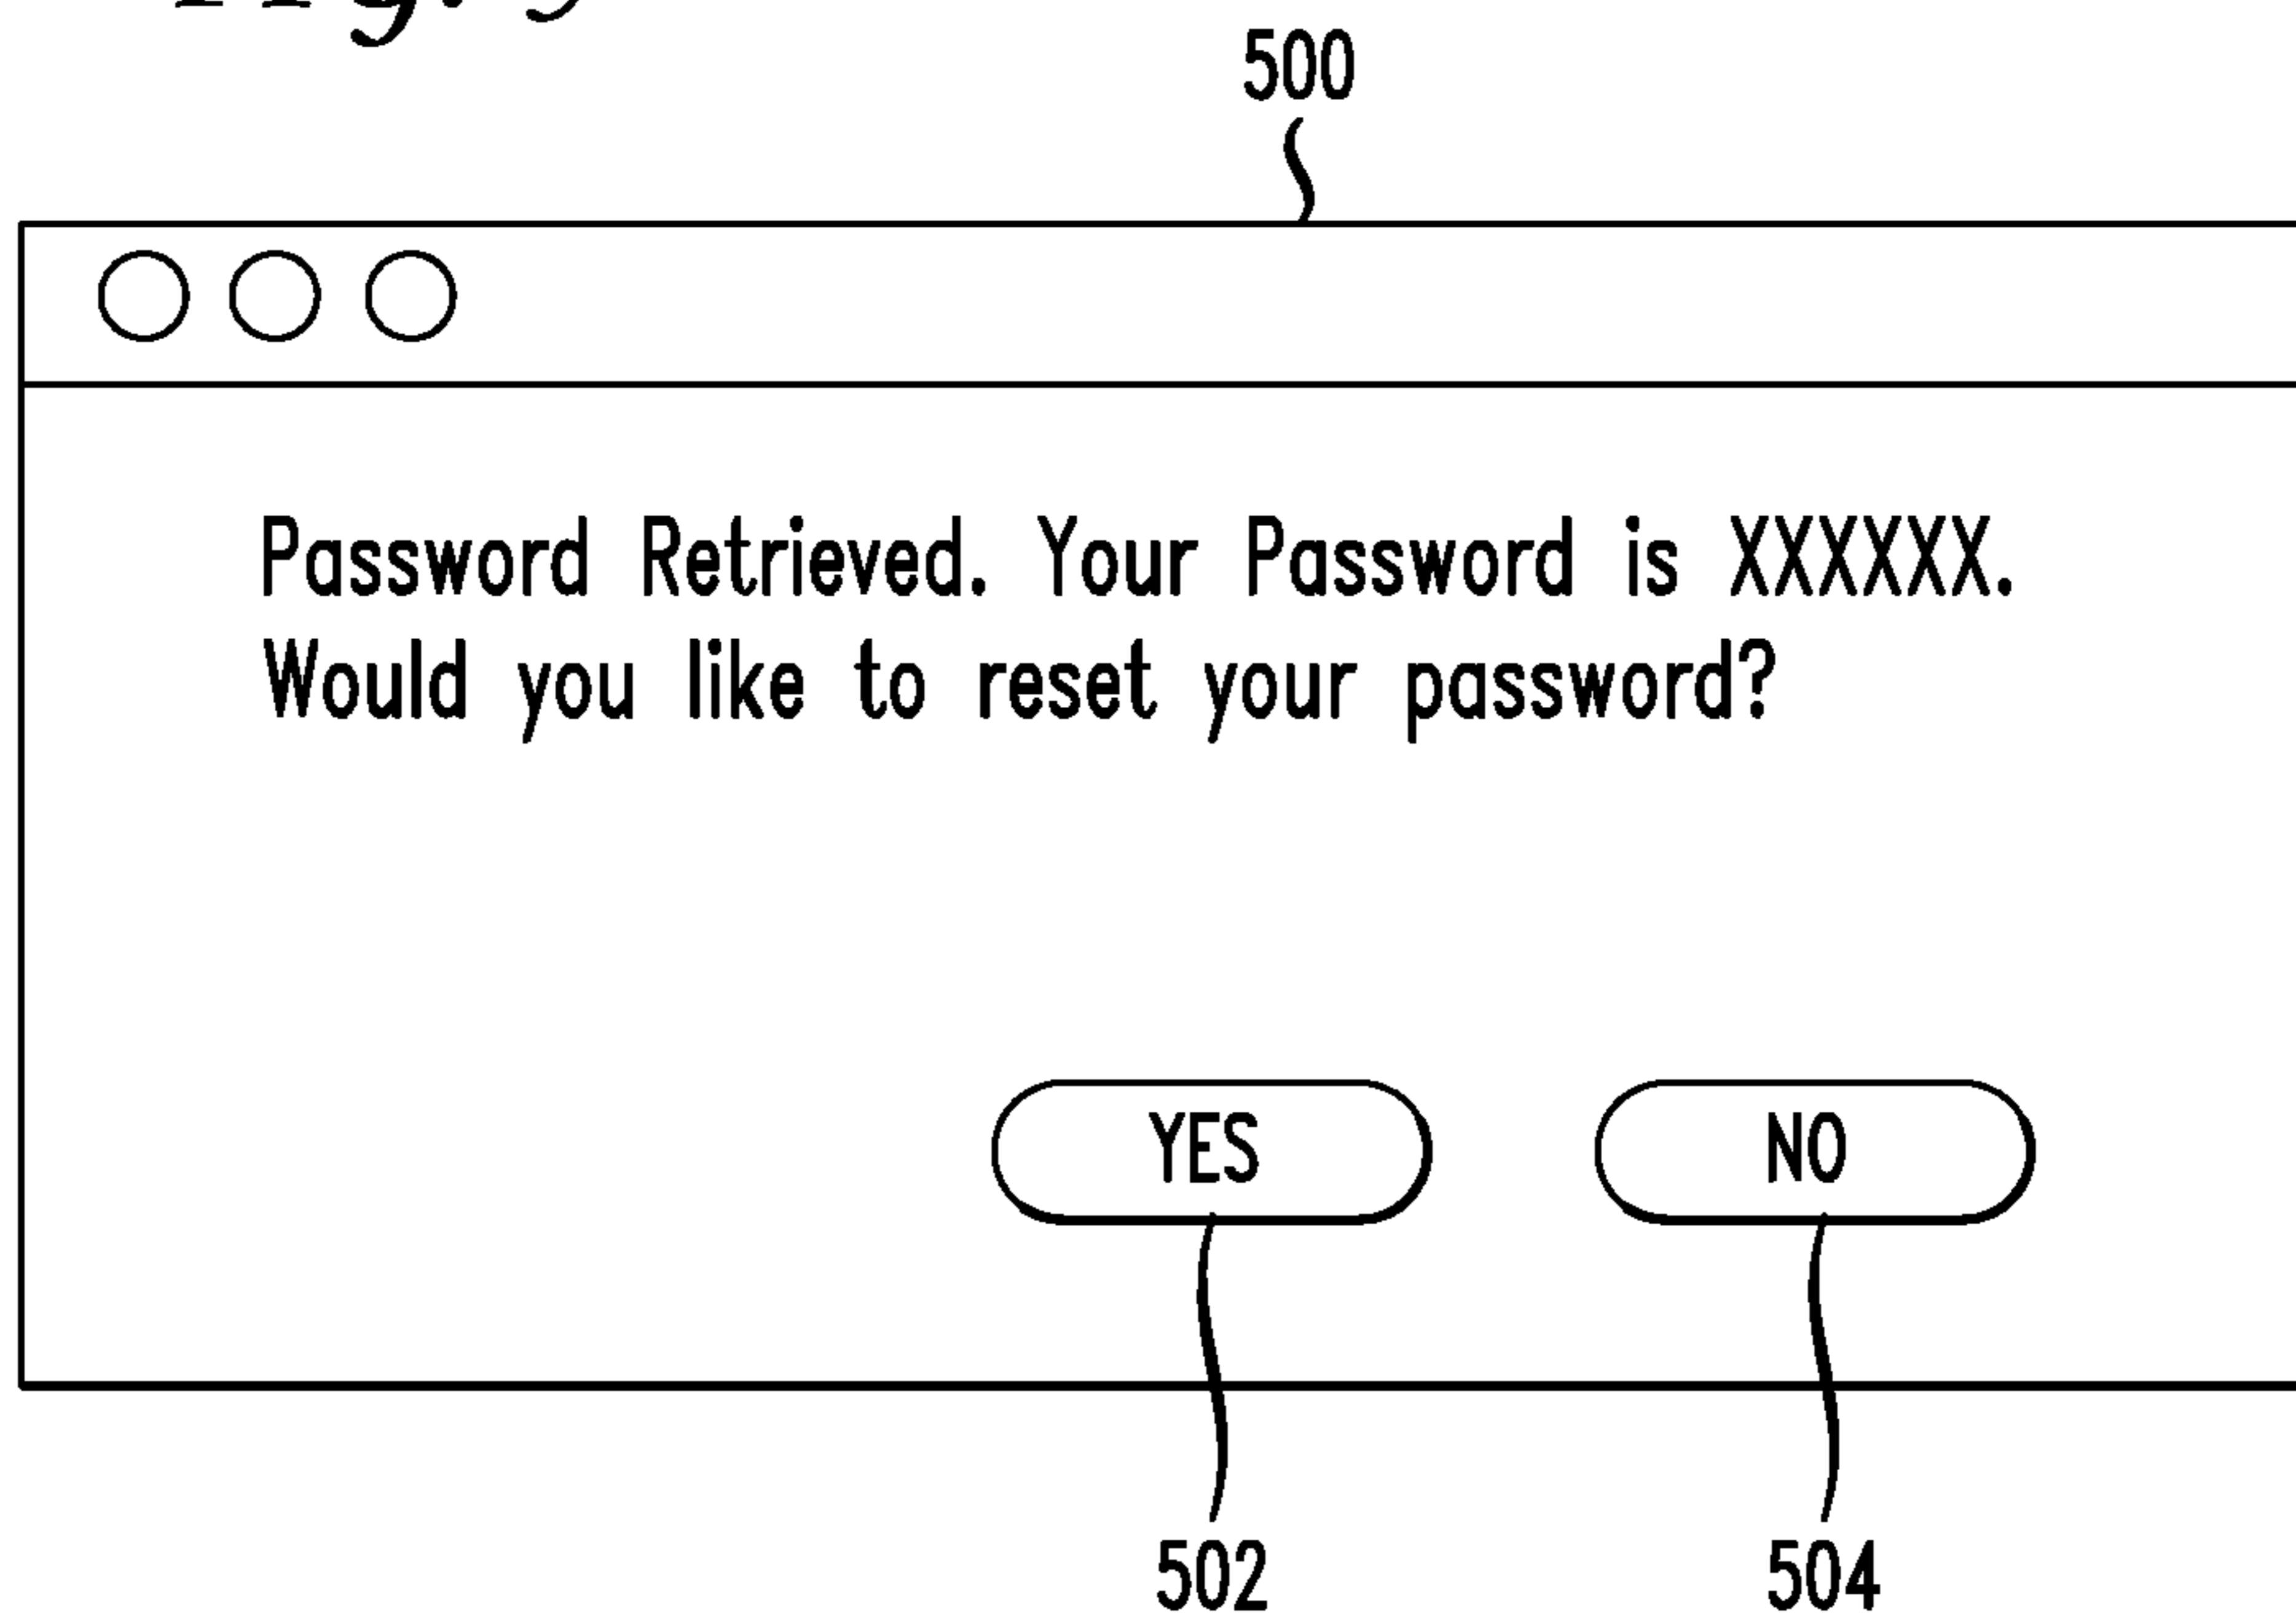 500
Password Retrieved. Your Password is XXXXXX.
Would you like to reset your password?
YES NO
502 504